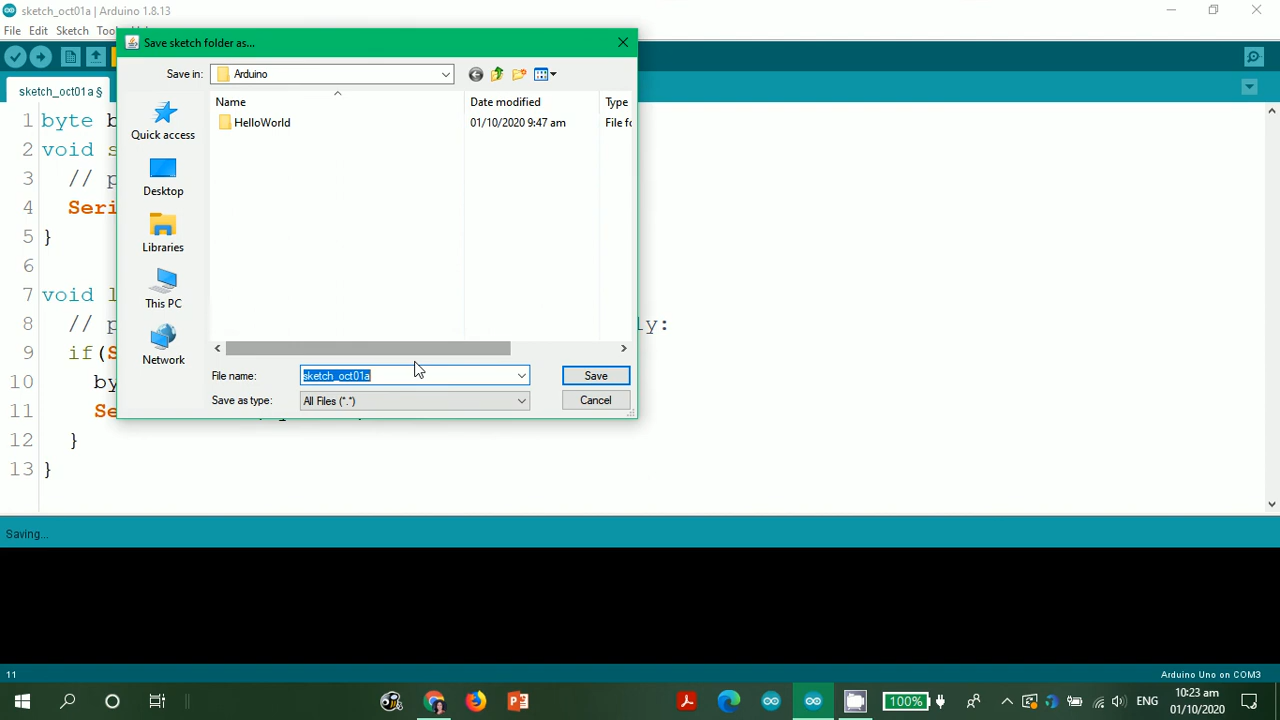 sketch_oct01a | Arduino 1.8.13
File Edit Sketch
Save sketch folder as...
Save in: Arduino
sketch_oct01a §
Name Date modified Type
HelloWorld 01/10/2020 9:47 am
Quick access
Desktop
Libraries
This PC
Network
File name: sketch_oct01a Save
Save as type: All Files (*.*) Cancel
1 byte b
2 void s
3 // p
4 Seri
5 }
6
7 void l
8 // p ly:
9 if(S
10 by
11 Se
12 }
13 }
Saving...
11 Arduino Uno on COM3
100% ENG 10:23 am
01/10/2020